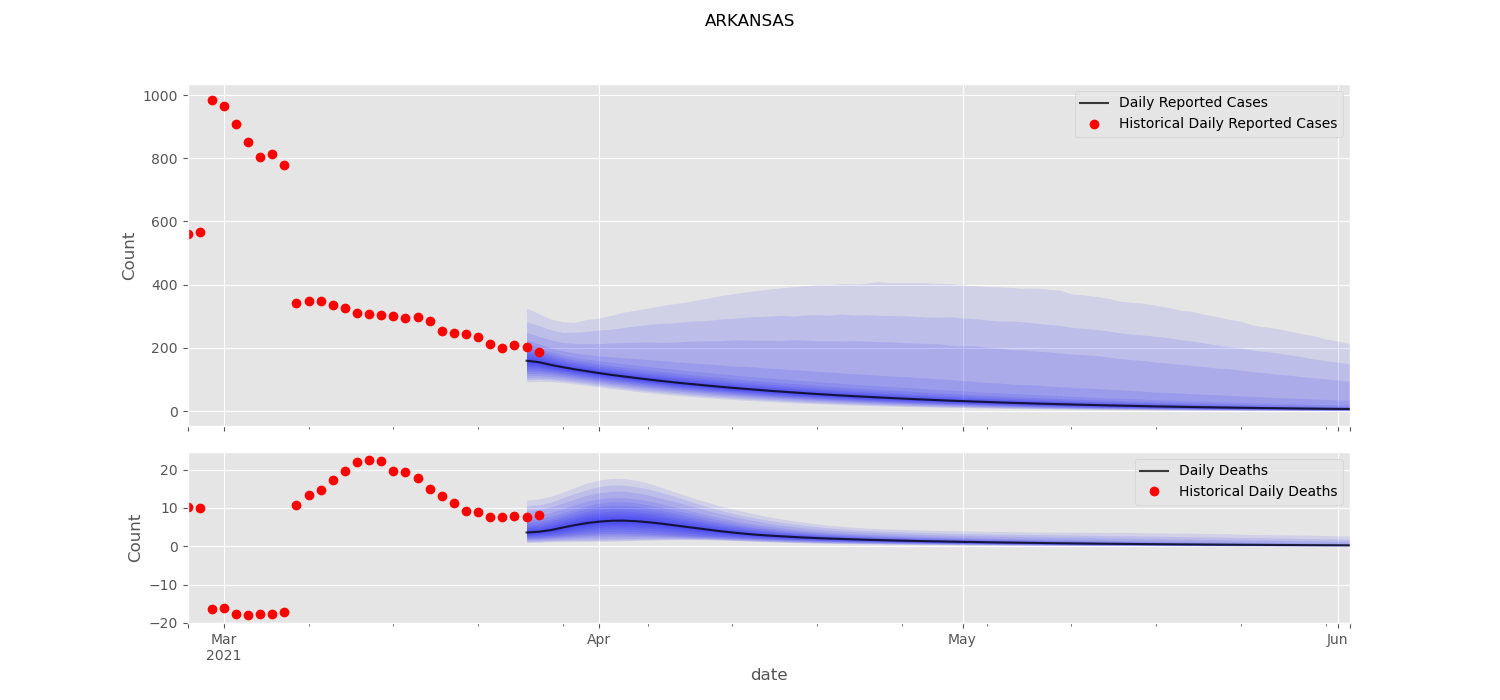 ARKANSAS
1000
800
600
400
200
0
Count
Daily Reported Cases
Historical Daily Reported Cases
20
10
0
−10
−20
Count
Daily Deaths
Historical Daily Deaths
Mar
2021
Apr
May
Jun
date